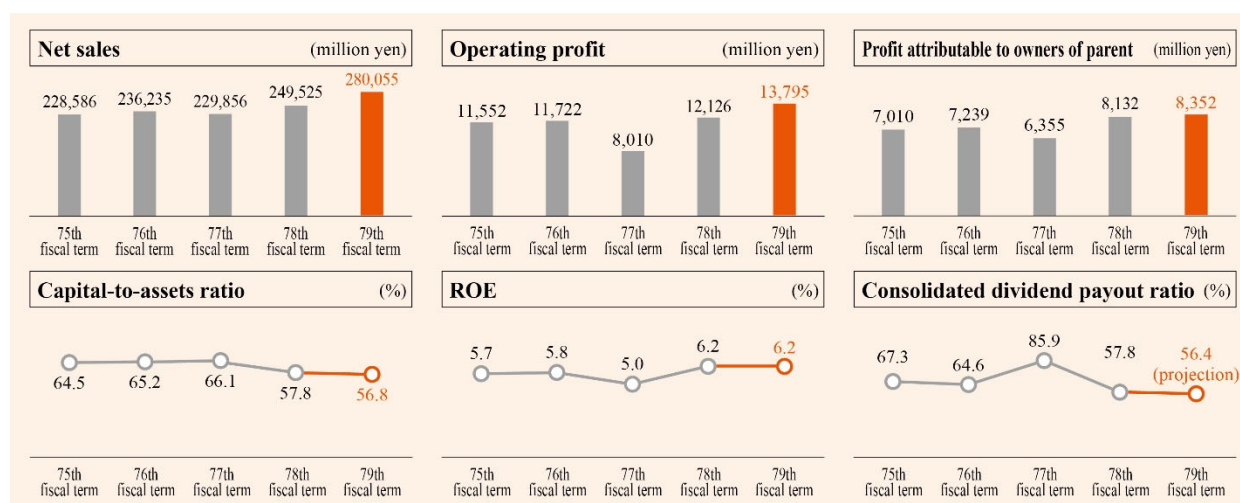 Net sales (million yen)
228,586 236,235 229,856 249,525 280,055
75th fiscal term 76th fiscal term 77th fiscal term 78th fiscal term 79th fiscal term
Operating profit (million yen)
11,552 11,722 8,010 12,126 13,795
75th fiscal term 76th fiscal term 77th fiscal term 78th fiscal term 79th fiscal term
Profit attributable to owners of parent (million yen)
7,010 7,239 6,355 8,132 8,352
75th fiscal term 76th fiscal term 77th fiscal term 78th fiscal term 79th fiscal term
Capital-to-assets ratio (%)
64.5 65.2 66.1 57.8 56.8
75th fiscal term 76th fiscal term 77th fiscal term 78th fiscal term 79th fiscal term
ROE (%)
5.7 5.8 5.0 6.2 6.2
75th fiscal term 76th fiscal term 77th fiscal term 78th fiscal term 79th fiscal term
Consolidated dividend payout ratio (%)
67.3 64.6 85.9 57.8 56.4
(projection)
75th fiscal term 76th fiscal term 77th fiscal term 78th fiscal term 79th fiscal term